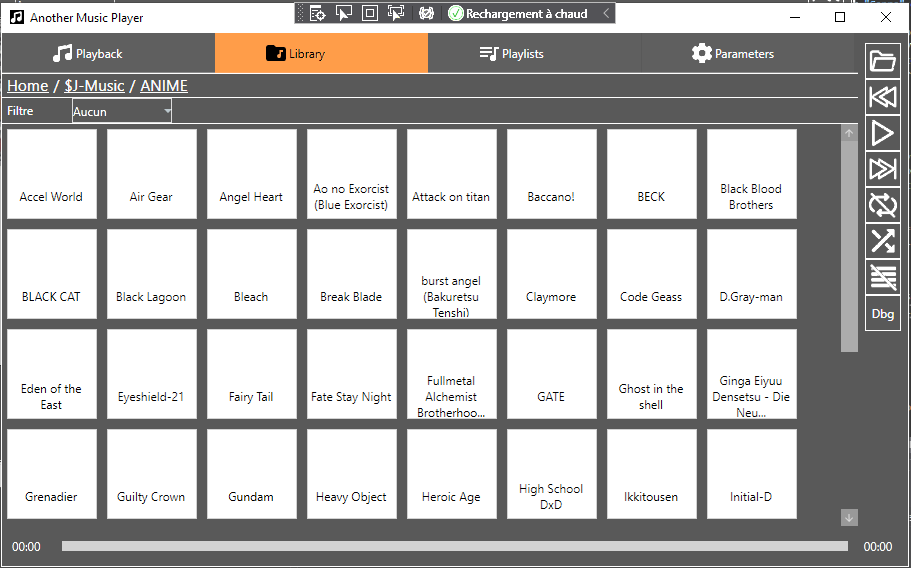 Another Music Player
Rechargement à chaud
Playback
Library
Playlists
Parameters
Home / $J-Music / ANIME
Filtre
Aucun
Accel World
Air Gear
Angel Heart
Ao no Exorcist
(Blue Exorcist)
Attack on titan
Baccano!
BECK
Black Blood
Brothers
BLACK CAT
Black Lagoon
Bleach
Break Blade
burst angel
(Bakuretsu
Tenshi)
Claymore
Code Geass
D.Gray-man
Eden of the
East
Eyeshield-21
Fairy Tail
Fate Stay Night
Fullmetal
Alchemist
Brotherhoo...
GATE
Ghost in the
shell
Ginga Eiyuu
Densetsu - Die
Neu...
Grenadier
Guilty Crown
Gundam
Heavy Object
Heroic Age
High School
DxD
Ikkitousen
Initial-D
Dbg
00:00
00:00